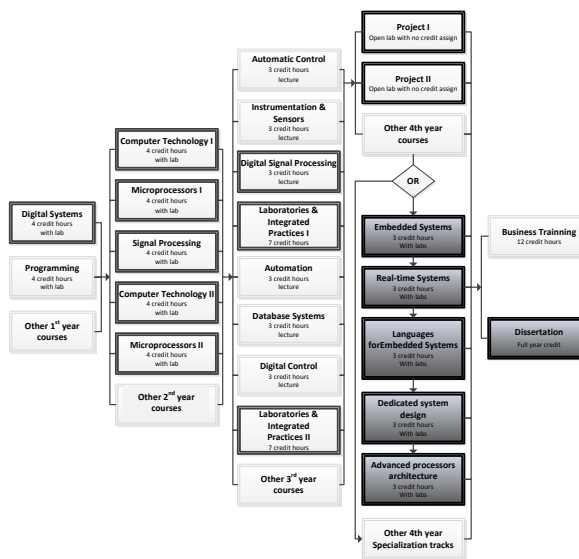 Digital Systems
4 credit hours
with lab
Programming
4 credit hours
with lab
Other 1st year
courses
Computer Technology I
4 credit hours
with lab
Microprocessors I
4 credit hours
with lab
Signal Processing
4 credit hours
with lab
Computer Technology II
4 credit hours
with lab
Microprocessors II
4 credit hours
with lab
Other 2nd year
courses
Automatic Control
3 credit hours
lecture
Instrumentation &
Sensors
3 credit hours
lecture
Digital Signal Processing
3 credit hours
lecture
Laboratories &
Integrated Practices I
7 credit hours
Automation
3 credit hours
lecture
Database Systems
3 credit hours
lecture
Digital Control
3 credit hours
lecture
Laboratories &
Integrated
Practices II
7 credit hours
Other 3rd year
courses
Project I
Open lab with no credit assign
Project II
Open lab with no credit assign
Other 4th year
courses
OR
Embedded Systems
3 credit hours
With labs
Real-time Systems
3 credit hours
With labs
Languages
forEmbedded Systems
3 credit hours
With labs
Dedicated system
design
3 credit hours
With labs
Advanced processors
architecture
3 credit hours
With labs
Other 4th year
Specialization tracks
Business Trainning
12 credit hours
Dissertation
Full year credit